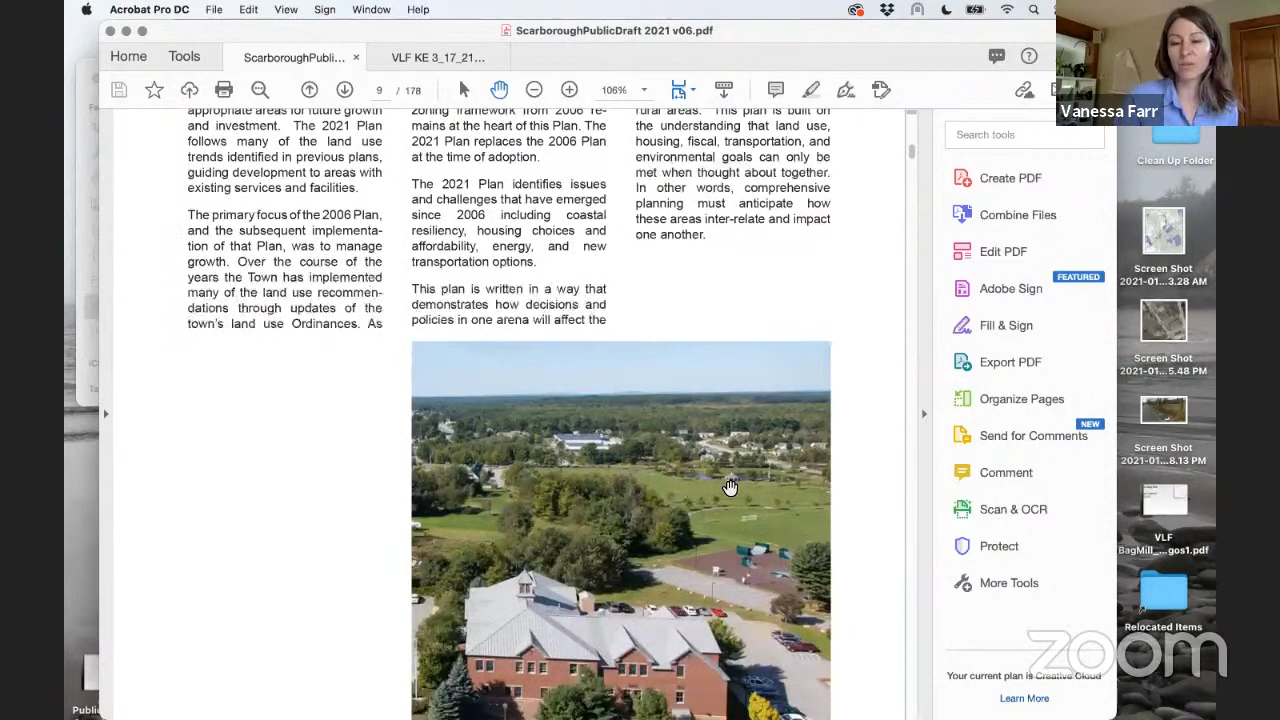 Acrobat Pro DC File Edit View Sign Window Help
ScarboroughPublicDraft 2021 v06.pdf
Home Tools ScarboroughPubli... × VLF KE 3_17_21...
9 / 178 106%
Vanessa Farr
appropriate areas for future growth
and investment. The 2021 Plan
follows many of the land use
trends identified in previous plans,
guiding development to areas with
existing services and facilities.
The primary focus of the 2006 Plan,
and the subsequent implementa-
tion of that Plan, was to manage
growth. Over the course of the
years the Town has implemented
many of the land use recommen-
dations through updates of the
town's land use Ordinances. As
zoning framework from 2006 re-
mains at the heart of this Plan. The
2021 Plan replaces the 2006 Plan
at the time of adoption.
The 2021 Plan identifies issues
and challenges that have emerged
since 2006 including coastal
resiliency, housing choices and
affordability, energy, and new
transportation options.
This plan is written in a way that
demonstrates how decisions and
policies in one arena will affect the
rural areas. This plan is built on
the understanding that land use,
housing, fiscal, transportation, and
environmental goals can only be
met when thought about together.
In other words, comprehensive
planning must anticipate how
these areas inter-relate and impact
one another.
Search tools
Create PDF
Combine Files
Edit PDF
FEATURED
Adobe Sign
Fill & Sign
Export PDF
Organize Pages
NEW
Send for Comments
Comment
Scan & OCR
Protect
More Tools
Your current plan is Creative Cloud
Learn More
Clean Up Folder
Screen Shot
2021-01...3.28 AM
Screen Shot
2021-01...5.48 PM
Screen Shot
2021-01...8.13 PM
VLF
BagMill_...gos1.pdf
Relocated Items
Public
zoom